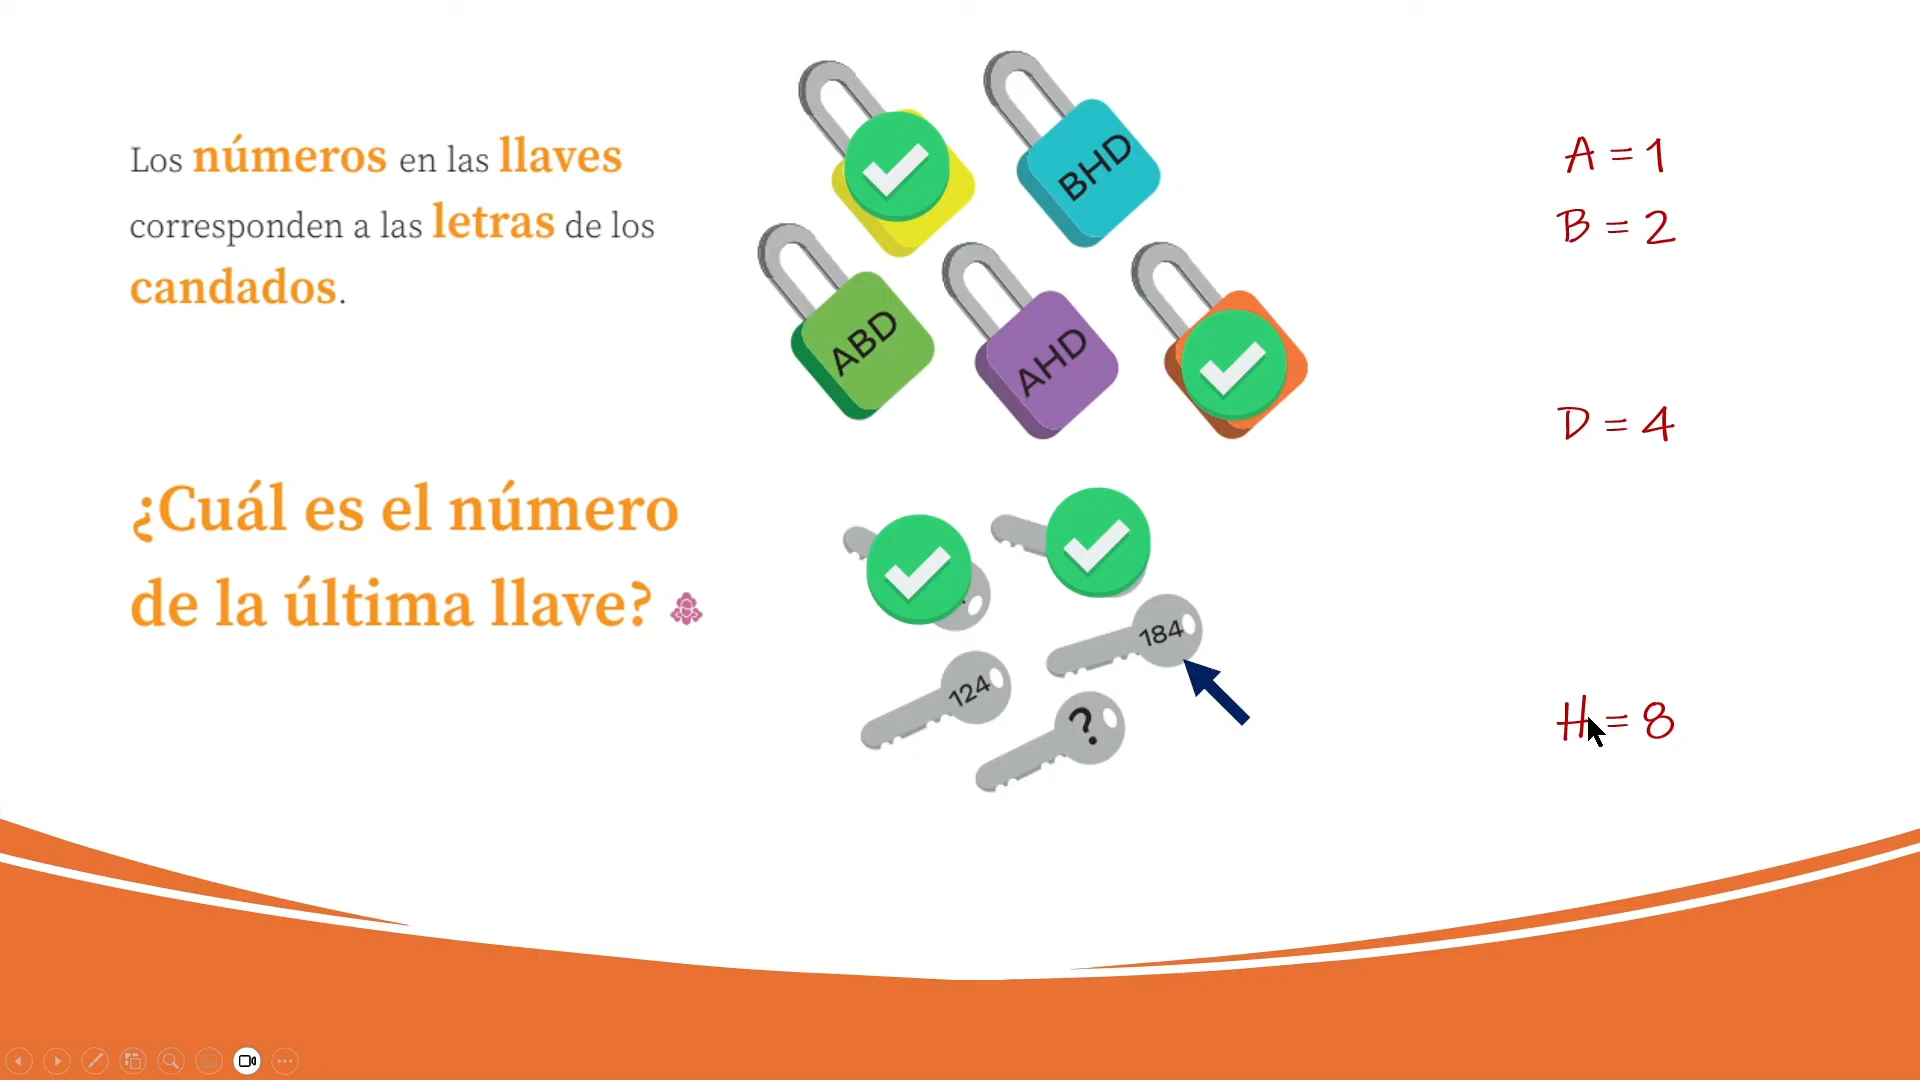 Los números en las llaves
corresponden a las letras de los
candados.
¿Cuál es el número
de la última llave?
BHD
ABD
AHD
184
124
?
A = 1
B = 2
D = 4
H = 8